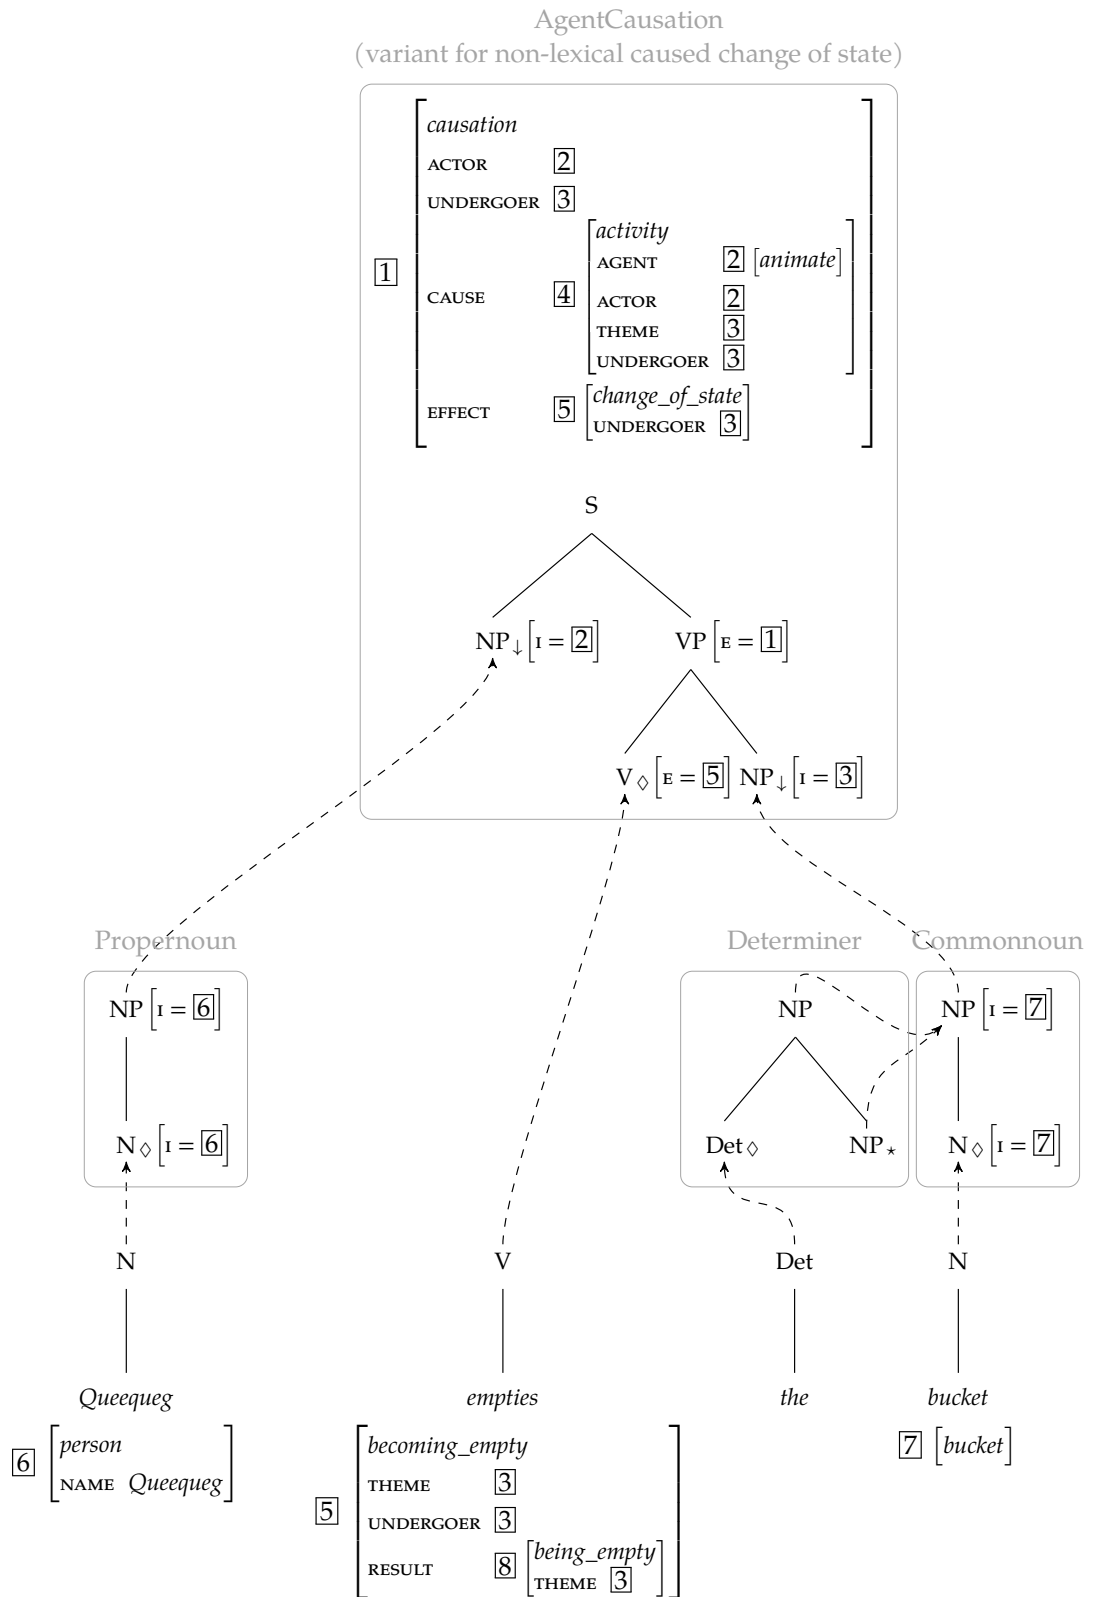 AgentCausation
(variant for non-lexical caused change of state)
causation
ACTOR 2
UNDERGOER 3
activity
AGENT 2 [animate]
1
CAUSE 4
ACTOR 2
THEME 3
UNDERGOER 3
change_of_state
EFFECT 5
UNDERGOER 3
S
NP↓[I = 2] VP[E = 1]
V◊[E = 5] NP↓[I = 3]
Propernoun Determiner Commonnoun
NP[I = 6] NP NP[I = 7]
N◊[I = 6] Det◊ NP⋆ N◊[I = 7]
N V Det N
Queequeg empties the bucket
6 [person
NAME Queequeg]
5 [becoming_empty
THEME 3
UNDERGOER 3
RESULT 8 [being_empty
THEME 3]]
7 [bucket]